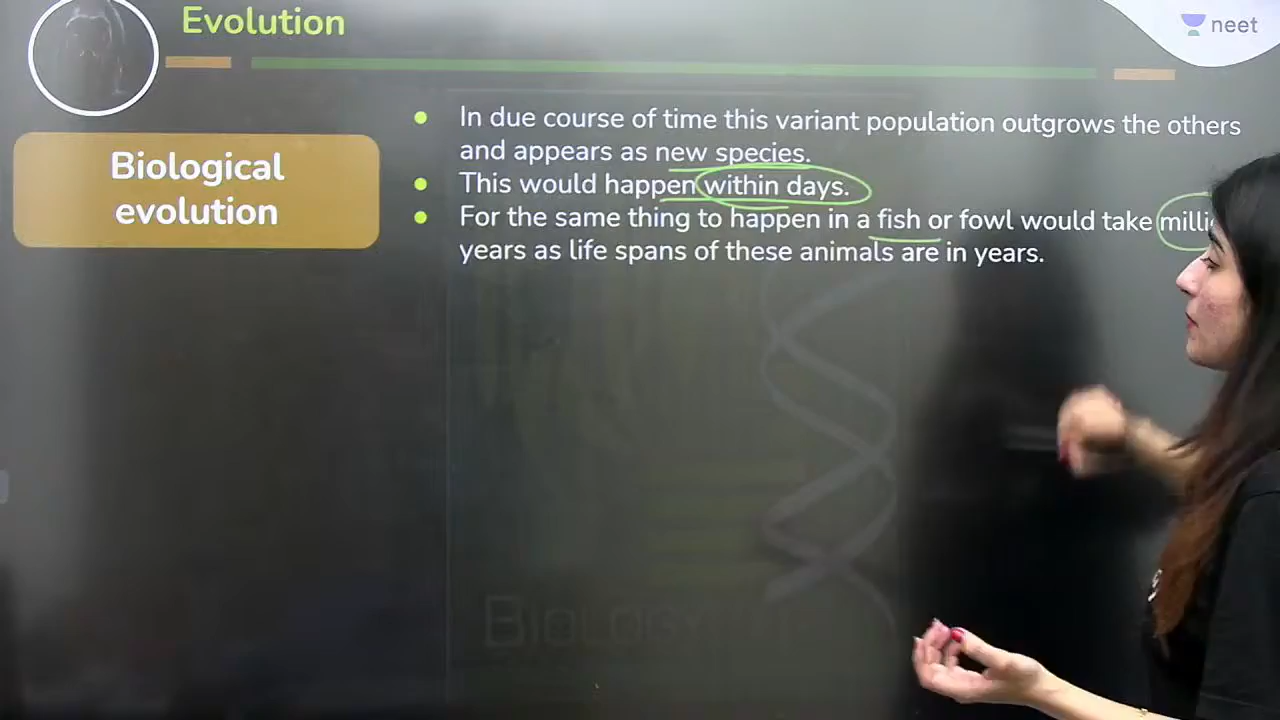 Evolution
neet
Biological
evolution
In due course of time this variant population outgrows the others
and appears as new species.
This would happen within days.
For the same thing to happen in a fish or fowl would take
years as life spans of these animals are in years.
BIOLOGY